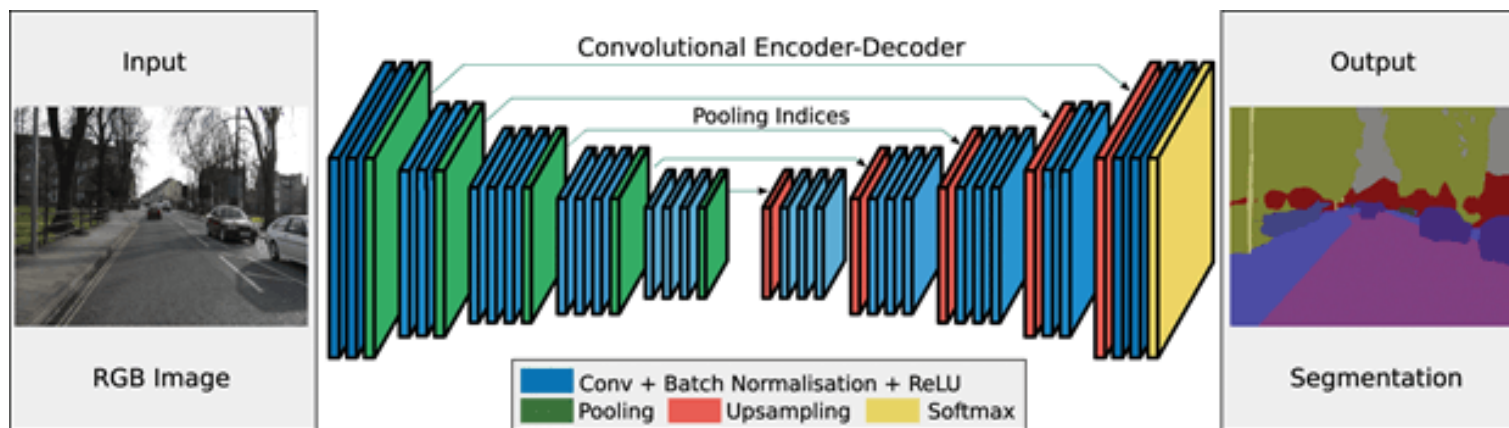 Input
RGB Image
Convolutional Encoder-Decoder
Pooling Indices
Conv + Batch Normalisation + ReLU
Pooling Upsampling Softmax
Output
Segmentation